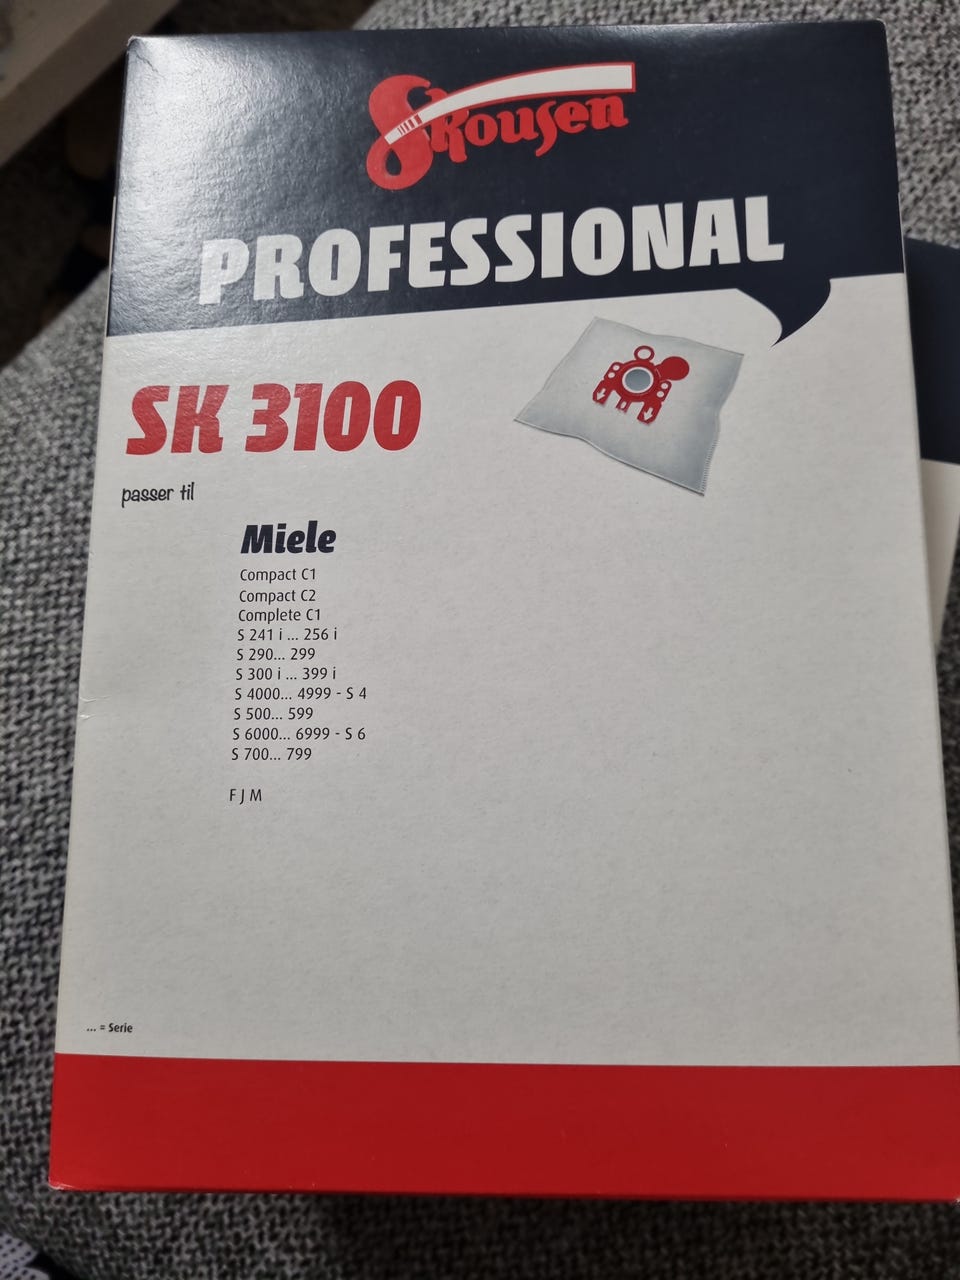 Skousen
PROFESSIONAL
SK 3100
passer til
Miele
Compact C1
Compact C2
Complete C1
S 241 i ... 256 i
S 290... 299
S 300 i ... 399 i
S 4000... 4999 - S 4
S 500... 599
S 6000... 6999 - S 6
S 700... 799
F J M
... = Serie